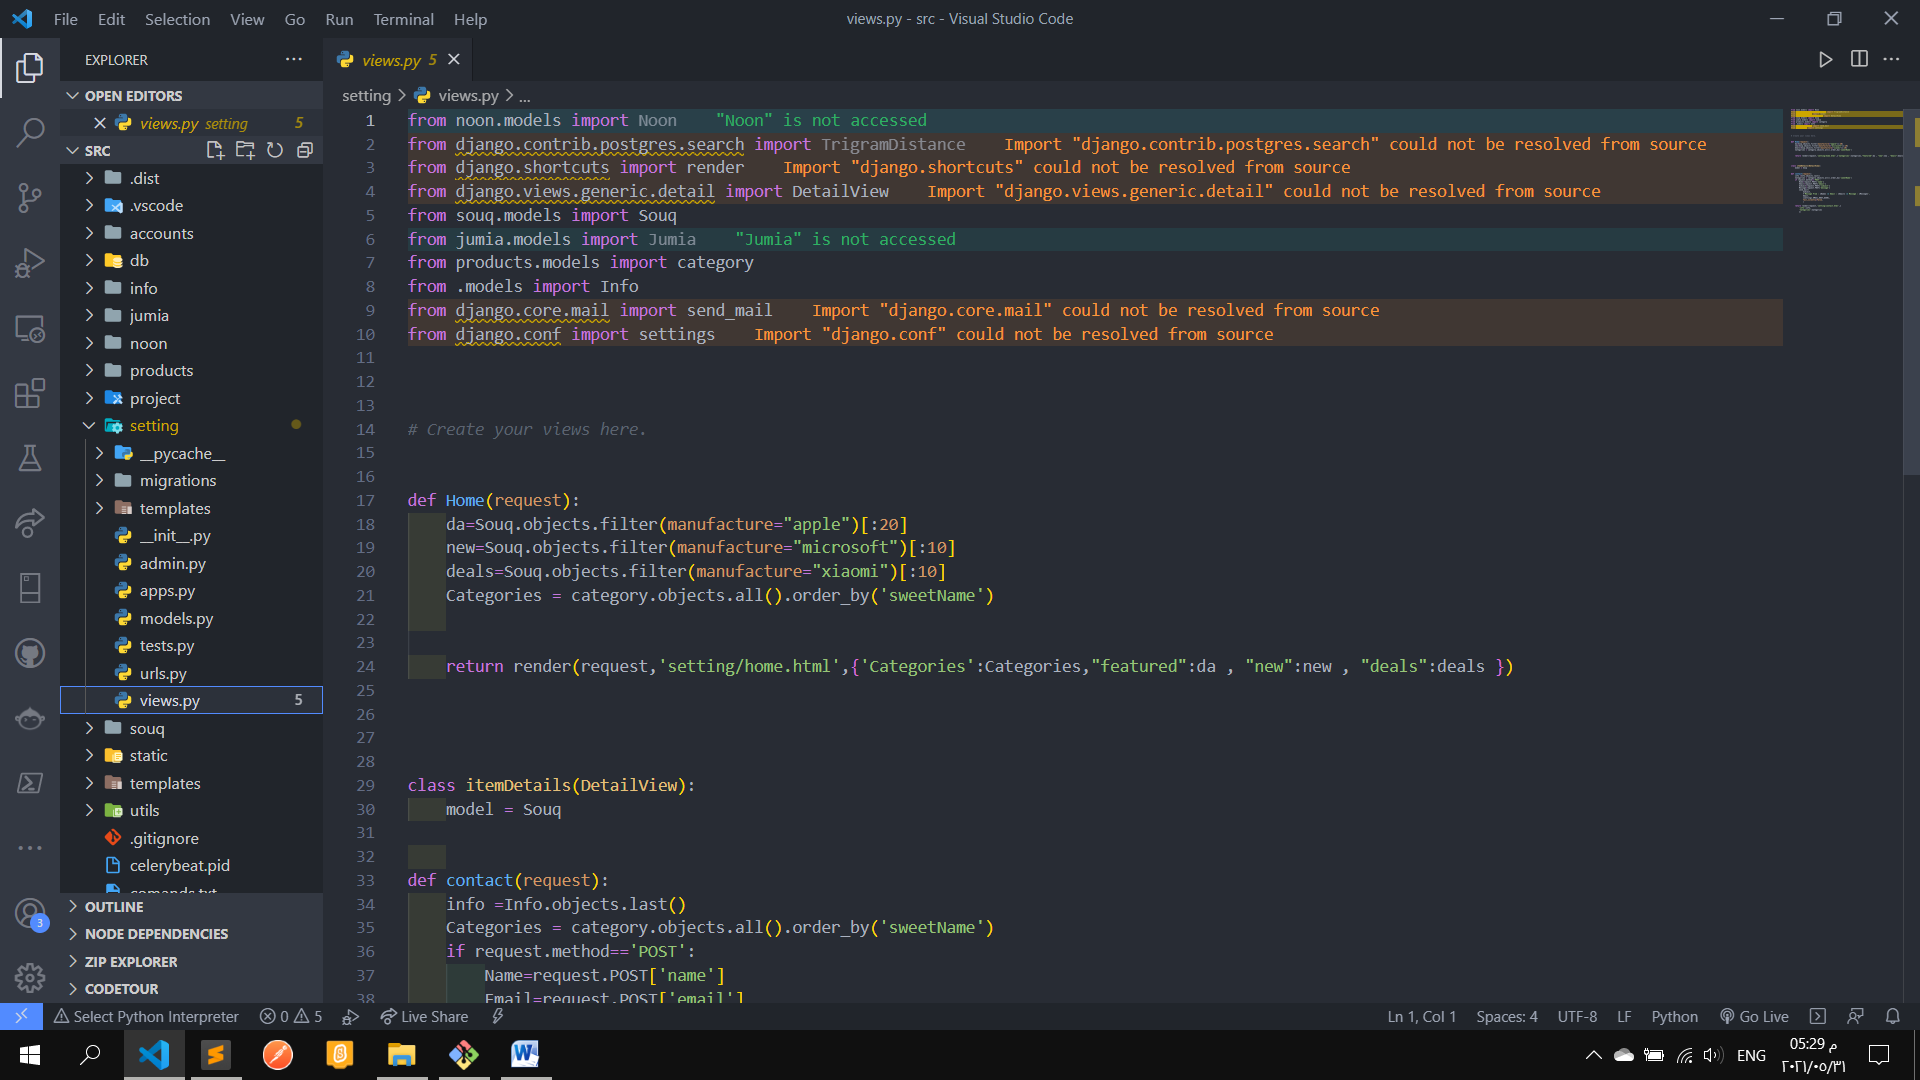 File Edit Selection View Go Run Terminal Help
views.py - src - Visual Studio Code
EXPLORER
OPEN EDITORS
views.py setting 5
SRC
.dist
.vscode
accounts
db
info
jumia
noon
products
project
setting
__pycache__
migrations
templates
__init__.py
admin.py
apps.py
models.py
tests.py
urls.py
views.py 5
souq
static
templates
utils
.gitignore
celerybeat.pid
comands.txt
OUTLINE
NODE DEPENDENCIES
ZIP EXPLORER
CODETOUR
3
views.py 5
setting > views.py > ...
1 from noon.models import Noon "Noon" is not accessed
2 from django.contrib.postgres.search import TrigramDistance Import "django.contrib.postgres.search" could not be resolved from source
3 from django.shortcuts import render Import "django.shortcuts" could not be resolved from source
4 from django.views.generic.detail import DetailView Import "django.views.generic.detail" could not be resolved from source
5 from souq.models import Souq
6 from jumia.models import Jumia "Jumia" is not accessed
7 from products.models import category
8 from .models import Info
9 from django.core.mail import send_mail Import "django.core.mail" could not be resolved from source
10 from django.conf import settings Import "django.conf" could not be resolved from source
11
12
13
14 # Create your views here.
15
16
17 def Home(request):
18 da=Souq.objects.filter(manufacture="apple")[:20]
19 new=Souq.objects.filter(manufacture="microsoft")[:10]
20 deals=Souq.objects.filter(manufacture="xiaomi")[:10]
21 Categories = category.objects.all().order_by('sweetName')
22
23
24 return render(request,'setting/home.html',{'Categories':Categories,"featured":da , "new":new , "deals":deals })
25
26
27
28
29 class itemDetails(DetailView):
30 model = Souq
31
32
33 def contact(request):
34 info =Info.objects.last()
35 Categories = category.objects.all().order_by('sweetName')
36 if request.method=='POST':
37 Name=request.POST['name']
38 Email=request.POST['email']
Select Python Interpreter 0 5 Live Share
Ln 1, Col 1 Spaces: 4 UTF-8 LF Python Go Live
ENG
05:29 م
٢٠٢١/٠٥/٣١